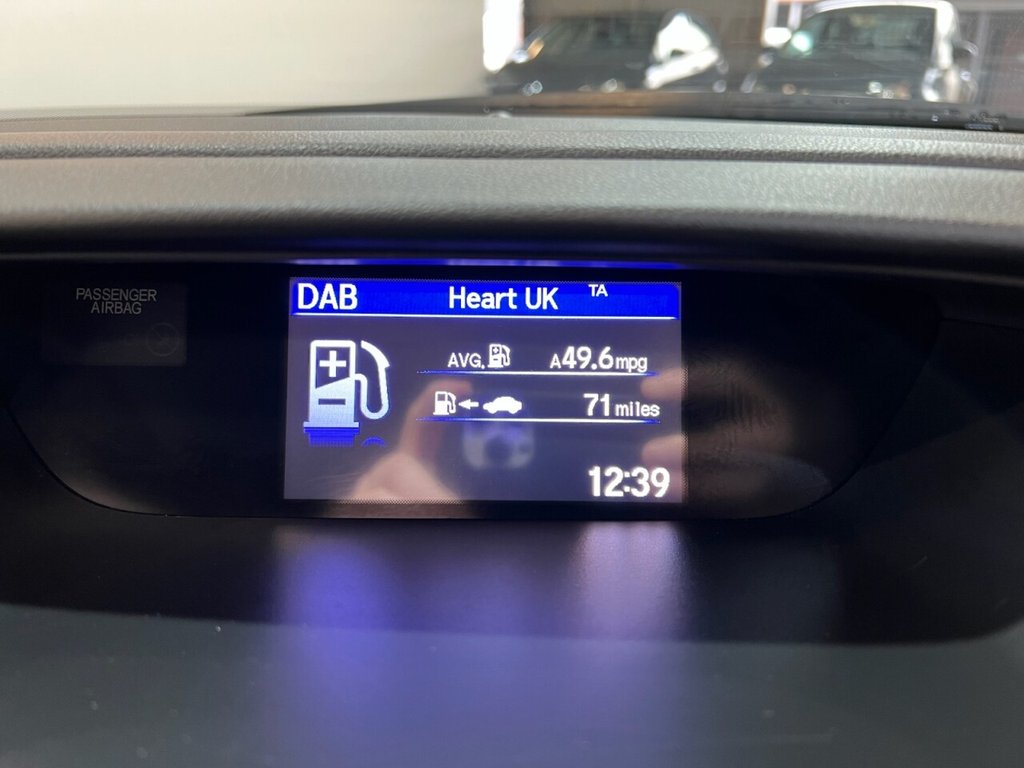 PASSENGER
AIRBAG
DAB Heart UK TA
AVG. A49.6mpg
71 miles
12:39